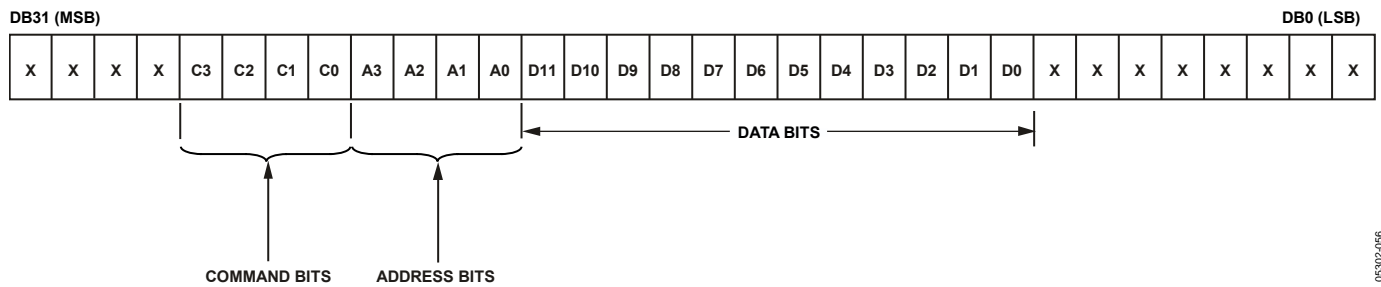 DB31 (MSB) DB0 (LSB)
X X X X C3 C2 C1 C0 A3 A2 A1 A0 D11 D10 D9 D8 D7 D6 D5 D4 D3 D2 D1 D0 X X X X X X X X
DATA BITS
COMMAND BITS ADDRESS BITS
05302-056